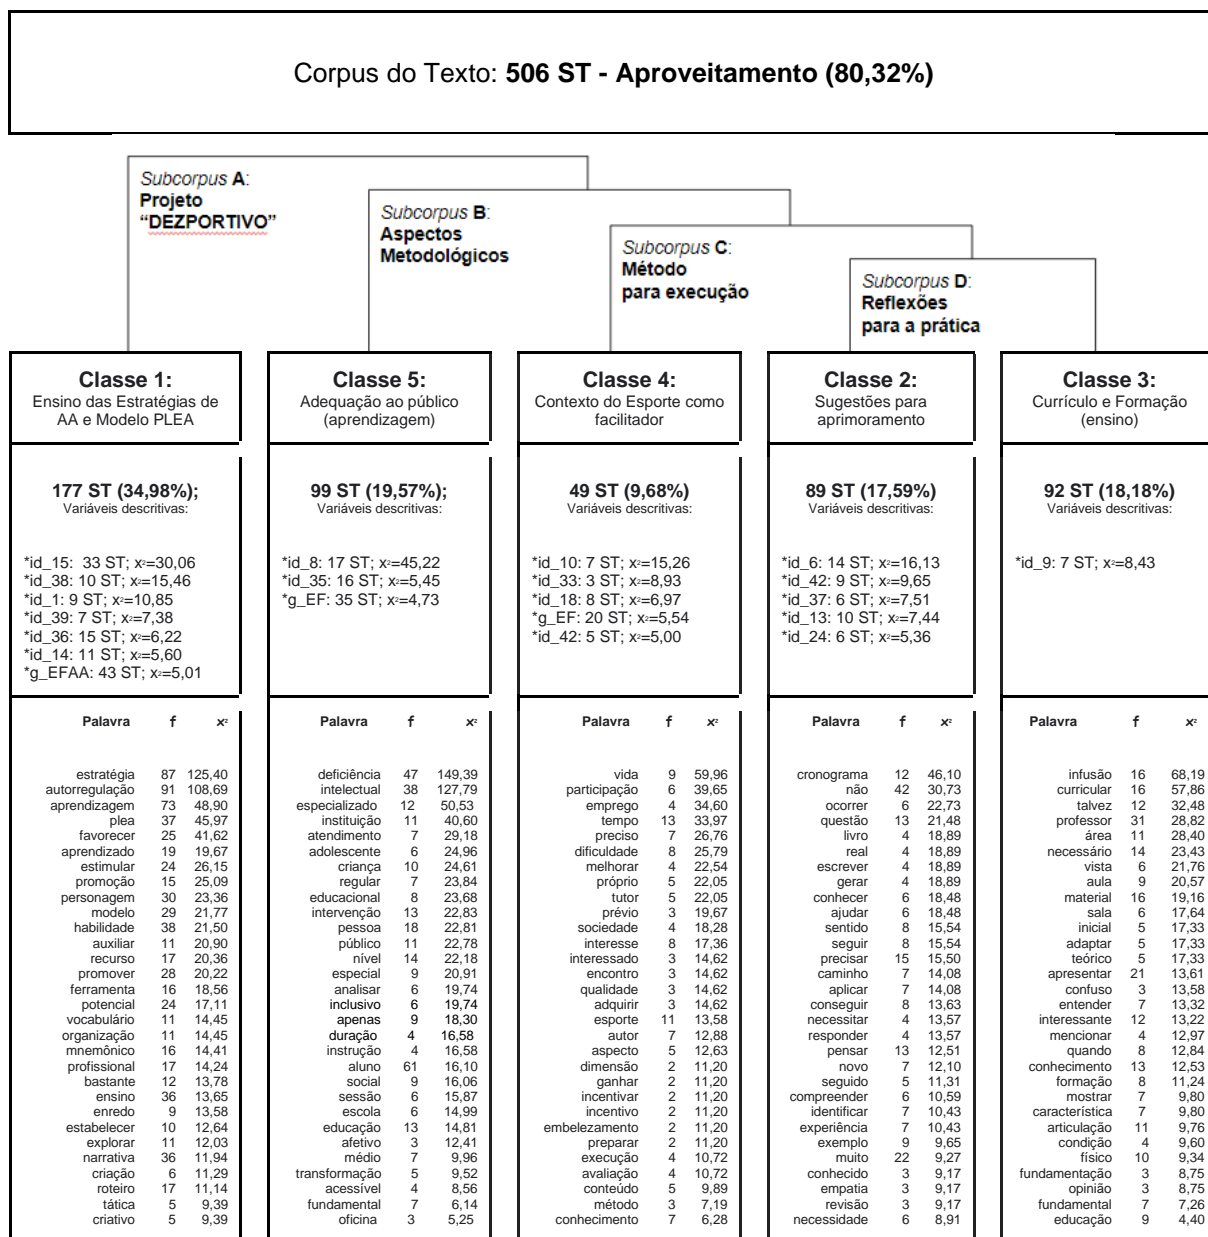 Corpus do Texto: 506 ST - Aproveitamento (80,32%)
Subcorpus A:
Projeto
“DEZPORTIVO”
Subcorpus B:
Aspectos
Metodológicos
Subcorpus C:
Método
para execução
Subcorpus D:
Reflexões
para a prática
Classe 1:
Ensino das Estratégias de
AA e Modelo PLEA
177 ST (34,98%);
Variáveis descritivas:
*id_15: 33 ST; x²=30,06
*id_38: 10 ST; x²=15,46
*id_1: 9 ST; x²=10,85
*id_39: 7 ST; x²=7,38
*id_36: 15 ST; x²=6,22
*id_14: 11 ST; x²=5,60
*g_EFAA: 43 ST; x²=5,01
Palavra f x²
estratégia 87 125,40
autorregulação 91 108,69
aprendizagem 73 48,90
plea 37 45,97
favorecer 25 41,62
aprendizado 19 19,67
estimular 24 26,15
promoção 15 25,09
personagem 30 23,36
modelo 29 21,77
habilidade 38 21,50
auxiliar 11 20,90
recurso 17 20,36
promover 28 20,22
ferramenta 16 18,56
potencial 24 17,11
vocabulário 11 14,45
organização 11 14,45
mnemônico 16 14,41
profissional 17 14,24
bastante 12 13,78
ensino 36 13,65
enredo 9 13,58
estabelecer 10 12,64
explorar 11 12,03
narrativa 36 11,94
criação 6 11,29
roteiro 17 11,14
tática 5 9,39
criativo 5 9,39
Classe 5:
Adequação ao público
(aprendizagem)
99 ST (19,57%);
Variáveis descritivas:
*id_8: 17 ST; x²=45,22
*id_35: 16 ST; x²=5,45
*g_EF: 35 ST; x²=4,73
Palavra f x²
deficiência 47 149,39
intelectual 38 127,79
especializado 12 50,53
instituição 11 40,60
atendimento 7 29,18
adolescente 6 24,96
criança 10 24,61
regular 7 23,84
educacional 8 23,68
intervenção 13 22,83
pessoa 18 22,81
público 11 22,78
nível 14 22,18
especial 9 20,91
analisar 6 19,74
inclusivo 6 19,74
apenas 9 18,30
duração 4 16,58
instrução 4 16,58
aluno 61 16,10
social 9 16,06
sessão 6 15,87
escola 6 14,99
educação 13 14,81
afetivo 3 12,41
médio 7 9,96
transformação 5 9,52
acessível 4 8,56
fundamental 7 6,14
oficina 3 5,25
Classe 4:
Contexto do Esporte como
facilitador
49 ST (9,68%)
Variáveis descritivas:
*id_10: 7 ST; x²=15,26
*id_33: 3 ST; x²=8,93
*id_18: 8 ST; x²=6,97
*g_EF: 20 ST; x²=5,54
*id_42: 5 ST; x²=5,00
Palavra f x²
vida 9 59,96
participação 6 39,65
emprego 4 34,60
tempo 13 33,97
preciso 7 26,76
dificuldade 8 25,79
melhorar 4 22,54
próprio 5 22,05
tutor 5 22,05
prévio 3 19,67
sociedade 4 18,28
interesse 8 17,36
interessado 3 14,62
encontro 3 14,62
qualidade 3 14,62
adquirir 3 14,62
esporte 11 13,58
autor 7 12,88
aspecto 5 12,63
dimensão 2 11,20
ganhar 2 11,20
incentivar 2 11,20
incentivo 2 11,20
embelezamento 2 11,20
preparar 2 11,20
execução 4 10,72
avaliação 4 10,72
conteúdo 5 9,89
método 3 7,19
conhecimento 7 6,28
Classe 2:
Sugestões para
aprimoramento
89 ST (17,59%)
Variáveis descritivas:
*id_6: 14 ST; x²=16,13
*id_42: 9 ST; x²=9,65
*id_37: 6 ST; x²=7,51
*id_13: 10 ST; x²=7,44
*id_24: 6 ST; x²=5,36
Palavra f x²
cronograma 12 46,10
não 42 30,73
ocorrer 6 22,73
questão 13 21,48
livro 4 18,89
real 4 18,89
escrever 4 18,89
gerar 4 18,89
conhecer 6 18,48
ajudar 6 18,48
sentido 8 15,54
seguir 8 15,54
precisar 15 15,50
caminho 7 14,08
aplicar 7 14,08
conseguir 8 13,63
necessitar 4 13,57
responder 4 13,57
pensar 13 12,51
novo 7 12,10
seguido 5 11,31
compreender 6 10,59
identificar 7 10,43
experiência 7 10,43
exemplo 9 9,65
muito 22 9,27
conhecido 3 9,17
empatia 3 9,17
revisão 3 9,17
necessidade 6 8,91
Classe 3:
Currículo e Formação
(ensino)
92 ST (18,18%)
Variáveis descritivas:
*id_9: 7 ST; x²=8,43
Palavra f x²
infusão 16 68,19
curricular 16 57,86
talvez 12 32,48
professor 31 28,82
área 11 28,40
necessário 14 23,43
vista 6 21,76
aula 9 20,57
material 16 19,16
sala 6 17,64
inicial 5 17,33
adaptar 5 17,33
teórico 5 17,33
apresentar 21 13,61
confuso 3 13,58
entender 7 13,32
interessante 12 13,22
mencionar 4 12,97
quando 8 12,84
conhecimento 13 12,53
formação 8 11,24
mostrar 7 9,80
característica 7 9,80
articulação 11 9,76
condição 4 9,60
físico 10 9,34
fundamentação 3 8,75
opinião 3 8,75
fundamental 7 7,26
educação 9 4,40